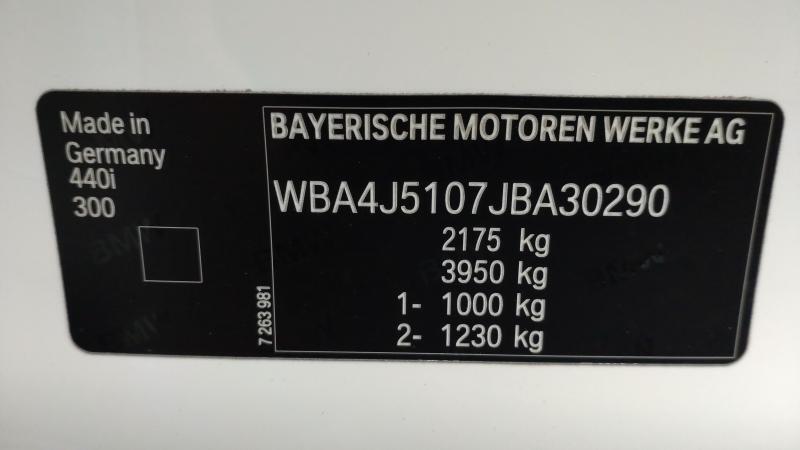 Made in
Germany
440i
300
7 263 981
BAYERISCHE MOTOREN WERKE AG
WBA4J5107JBA30290
2175 kg
3950 kg
1- 1000 kg
2- 1230 kg